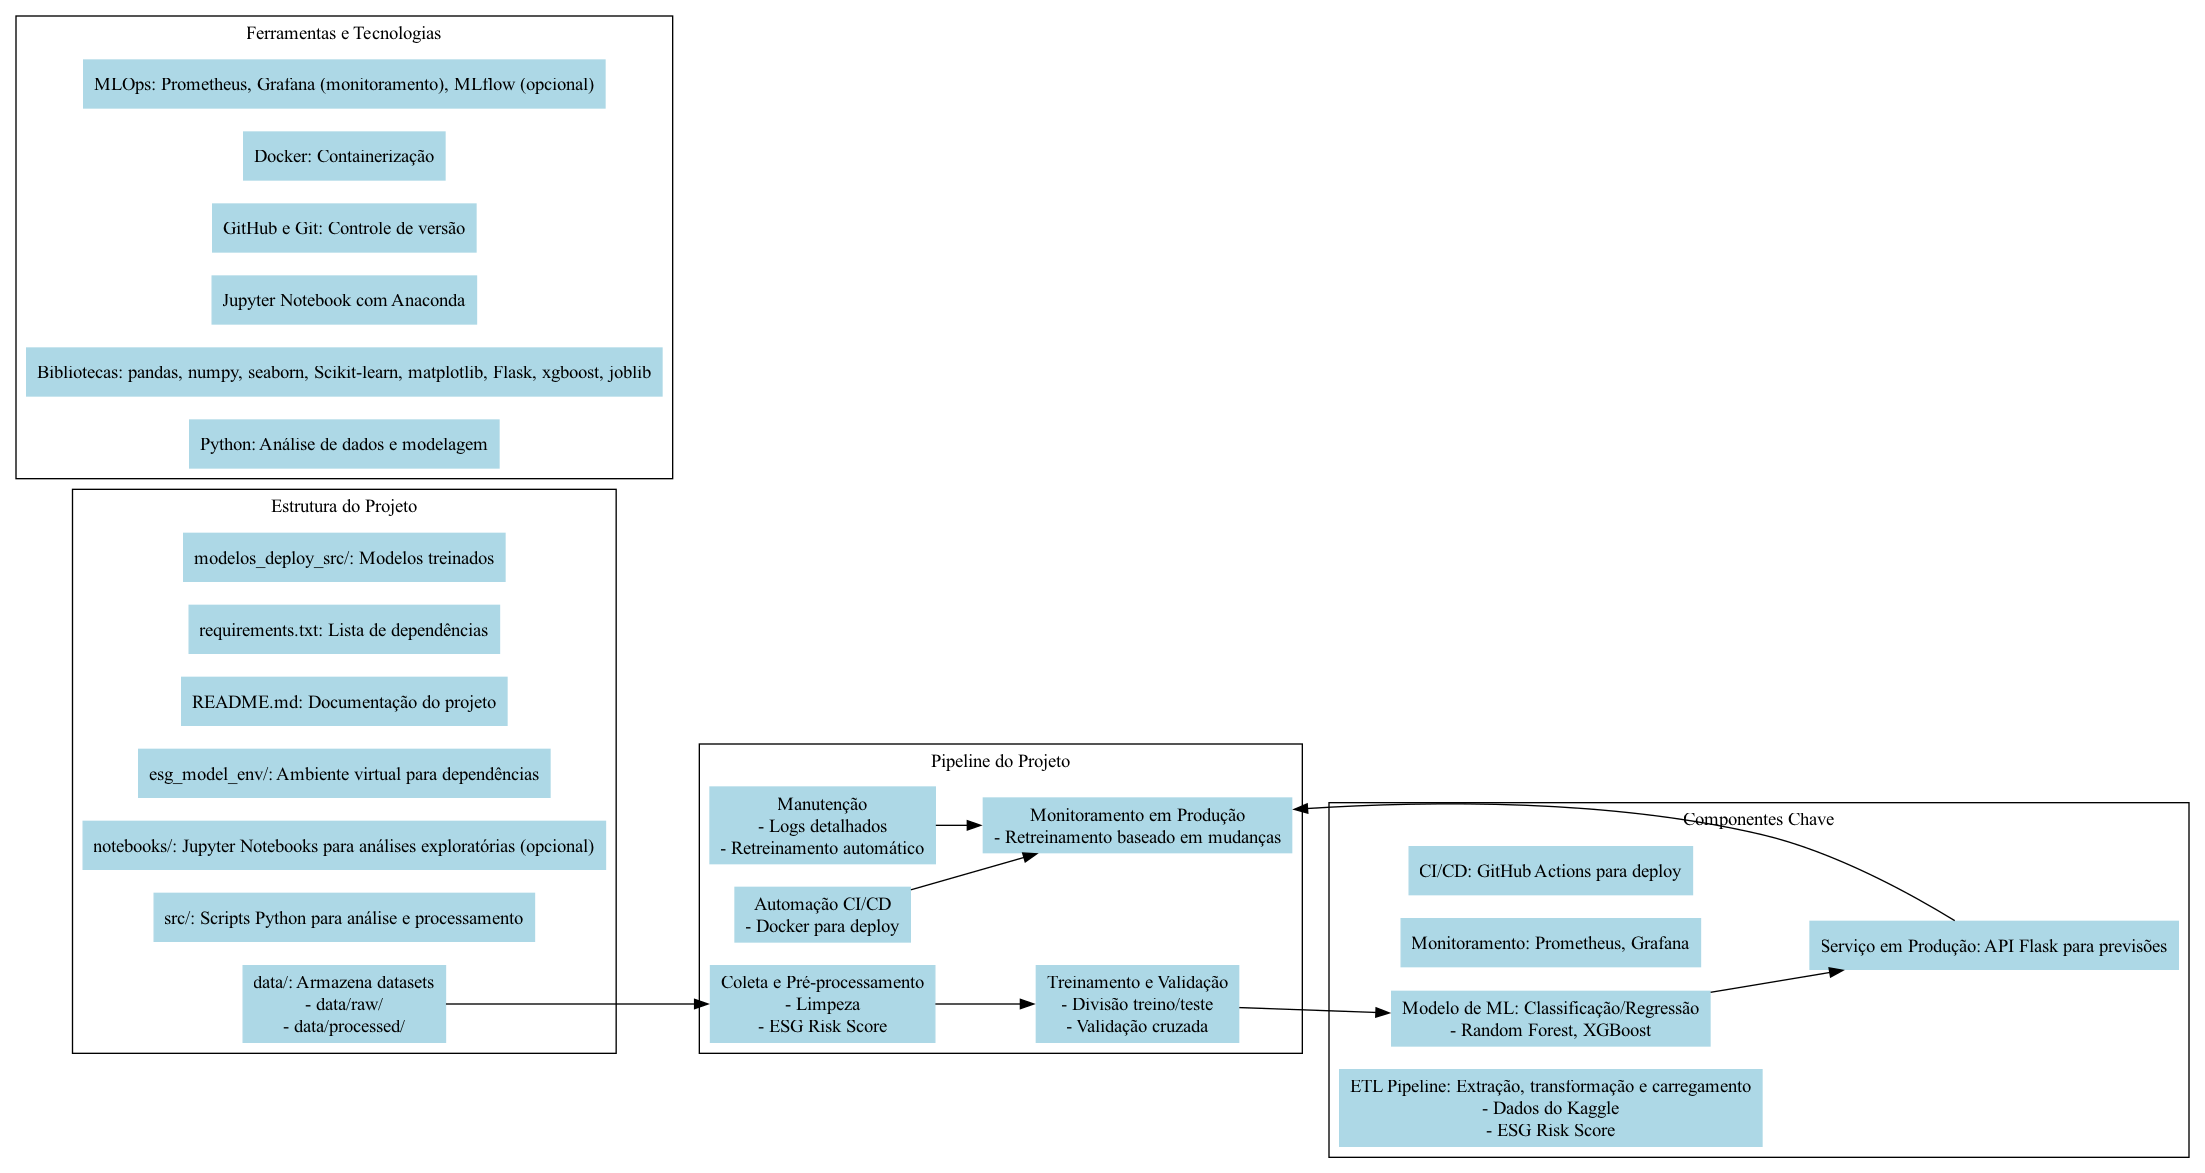 Ferramentas e Tecnologias
MLOps: Prometheus, Grafana (monitoramento), MLflow (opcional)
Docker: Containerização
GitHub e Git: Controle de versão
Jupyter Notebook com Anaconda
Bibliotecas: pandas, numpy, seaborn, Scikit-learn, matplotlib, Flask, xgboost, joblib
Python: Análise de dados e modelagem
Estrutura do Projeto
modelos_deploy_src/: Modelos treinados
requirements.txt: Lista de dependências
README.md: Documentação do projeto
esg_model_env/: Ambiente virtual para dependências
notebooks/: Jupyter Notebooks para análises exploratórias (opcional)
src/: Scripts Python para análise e processamento
data/: Armazena datasets
- data/raw/
- data/processed/
Pipeline do Projeto
Manutenção
- Logs detalhados
- Retreinamento automático
Monitoramento em Produção
- Retreinamento baseado em mudanças
Automação CI/CD
- Docker para deploy
Coleta e Pré-processamento
- Limpeza
- ESG Risk Score
Treinamento e Validação
- Divisão treino/teste
- Validação cruzada
Componentes Chave
CI/CD: GitHub Actions para deploy
Monitoramento: Prometheus, Grafana
Serviço em Produção: API Flask para previsões
Modelo de ML: Classificação/Regressão
- Random Forest, XGBoost
ETL Pipeline: Extração, transformação e carregamento
- Dados do Kaggle
- ESG Risk Score